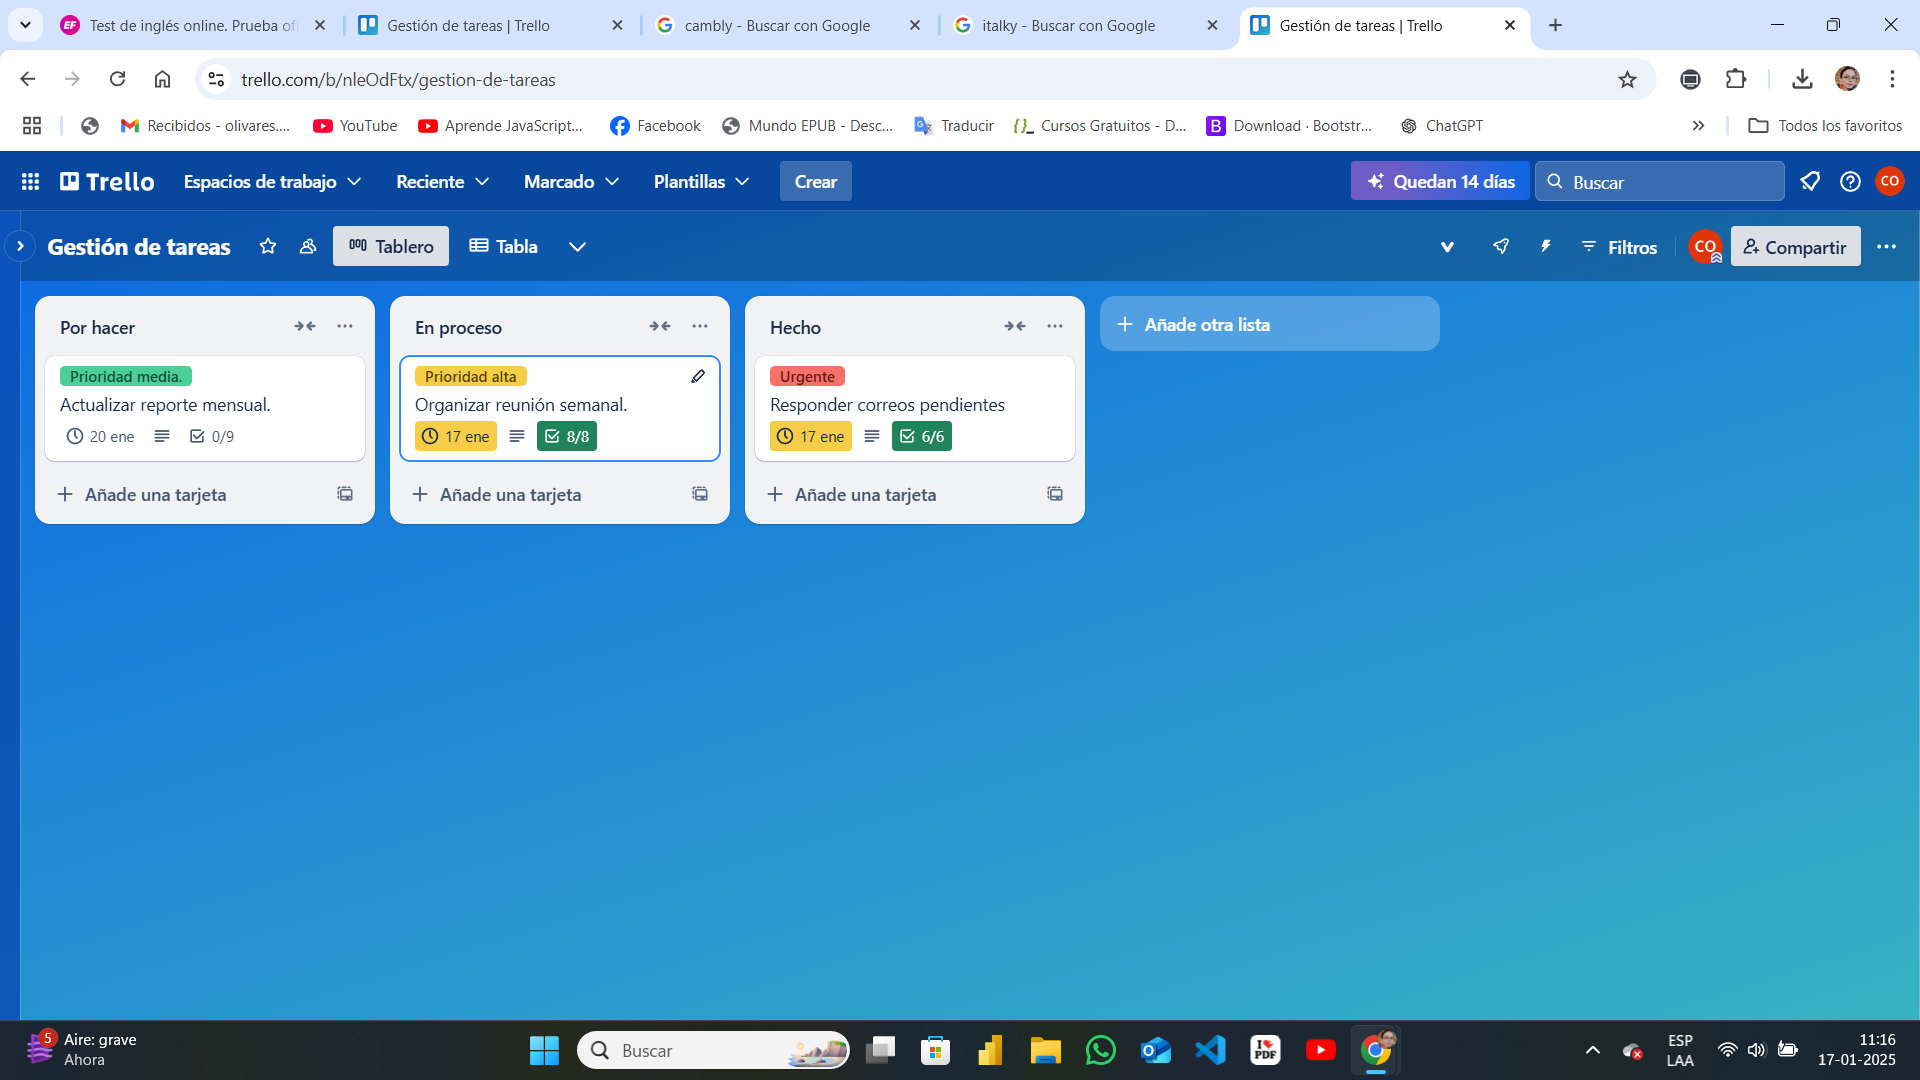 Test de inglés online. Prueba of
Gestión de tareas | Trello
cambly - Buscar con Google
italky - Buscar con Google
Gestión de tareas | Trello
trello.com/b/nleOdFtx/gestion-de-tareas
Recibidos - olivares....
YouTube
Aprende JavaScript...
Facebook
Mundo EPUB - Desc...
Traducir
Cursos Gratuitos - D...
Download · Bootstr...
ChatGPT
Todos los favoritos
Trello
Espacios de trabajo
Reciente
Marcado
Plantillas
Crear
Quedan 14 días
Buscar
CO
Gestión de tareas
Tablero
Tabla
Filtros
CO
Compartir
Por hacer
Prioridad media.
Actualizar reporte mensual.
20 ene
0/9
Añade una tarjeta
En proceso
Prioridad alta
Organizar reunión semanal.
17 ene
8/8
Añade una tarjeta
Hecho
Urgente
Responder correos pendientes
17 ene
6/6
Añade una tarjeta
Añade otra lista
5
Aire: grave
Ahora
Buscar
I PDF
ESP
LAA
11:16
17-01-2025